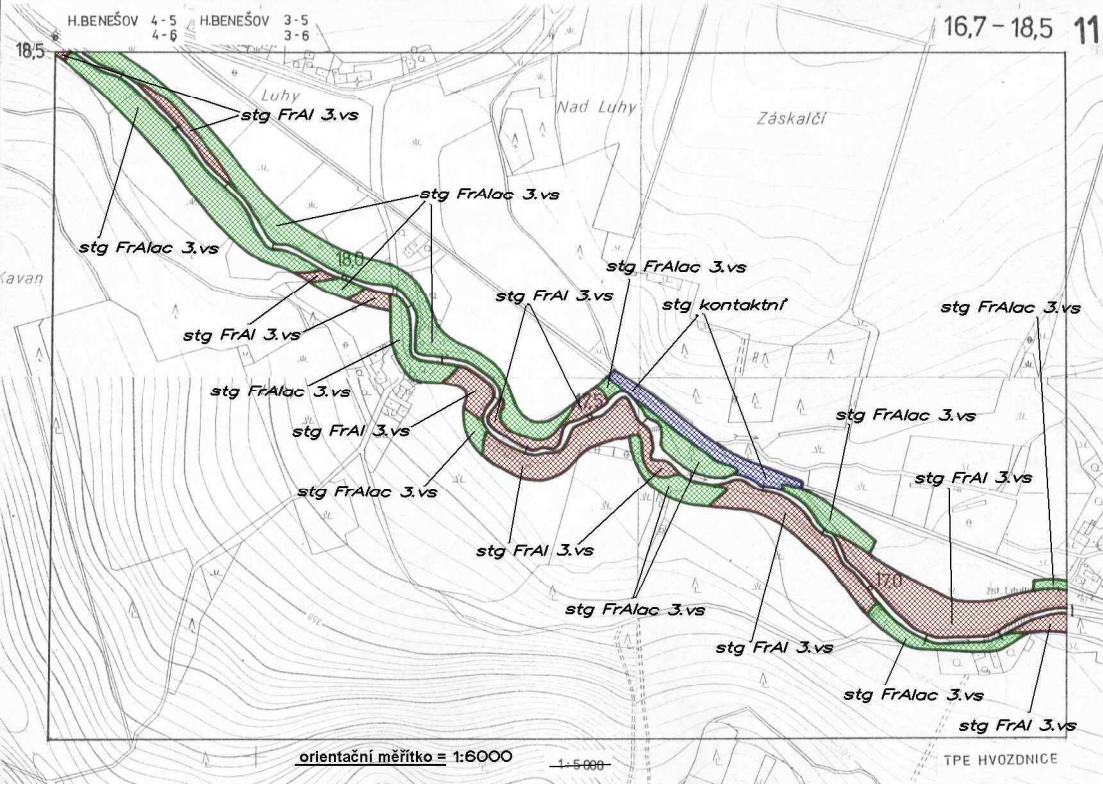 H.BENEŠOV 4-5 H.BENEŠOV 3-5
4-6 3-6
16,7 – 18,5 11
18,5
Luhy
Nad Luhy
Záskalčí
stg FrAl 3.vs
stg FrAlac 3.vs
stg FrAlac 3.vs
18.0
stg FrAlac 3.vs
Kavan
stg FrAl 3.vs
stg kontaktní
stg FrAlac 3.vs
stg FrAl 3.vs
stg FrAlac 3.vs
17.5
stg FrAlac 3.vs
stg FrAl 3.vs
stg FrAl 3.vs
stg FrAlac 3.vs
stg FrAl 3.vs
17.0
350
stg FrAlac 3.vs
stg FrAl 3.vs
stg FrAlac 3.vs
stg FrAl 3.vs
orientační měřítko = 1:6000
1:5 000
TPE HVOZDNICE